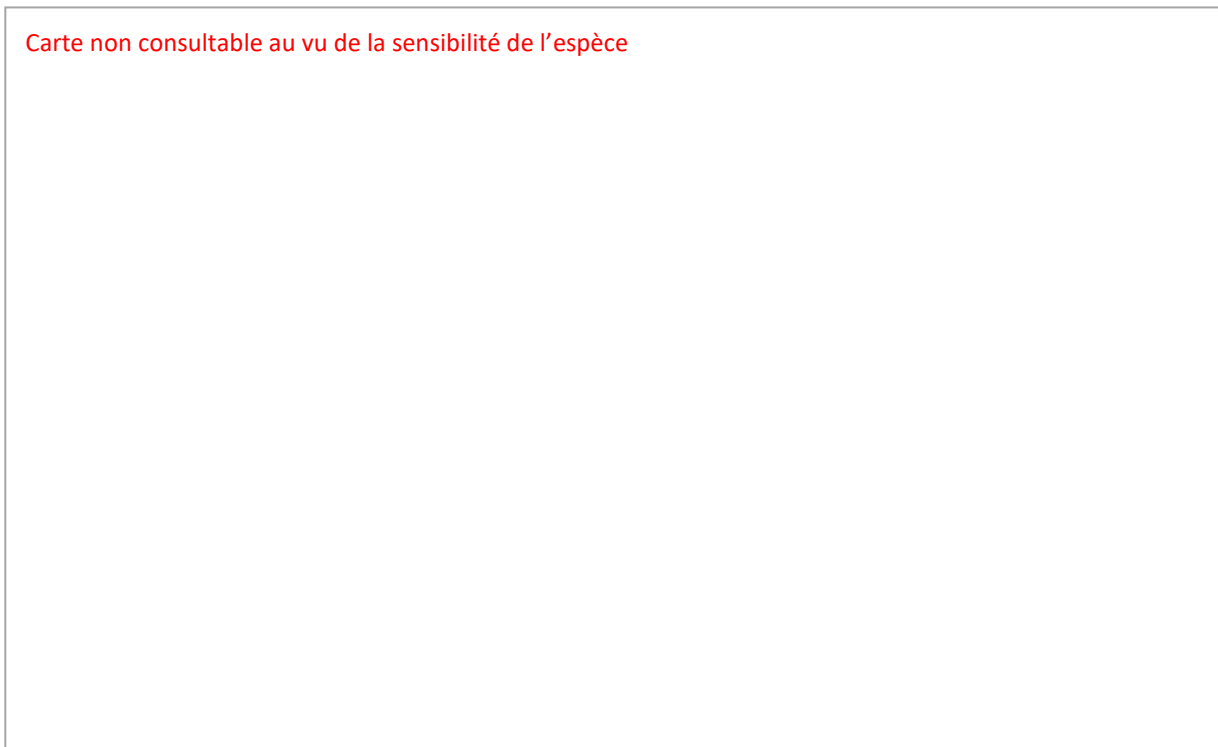 Carte non consultable au vu de la sensibilité de l’espèce